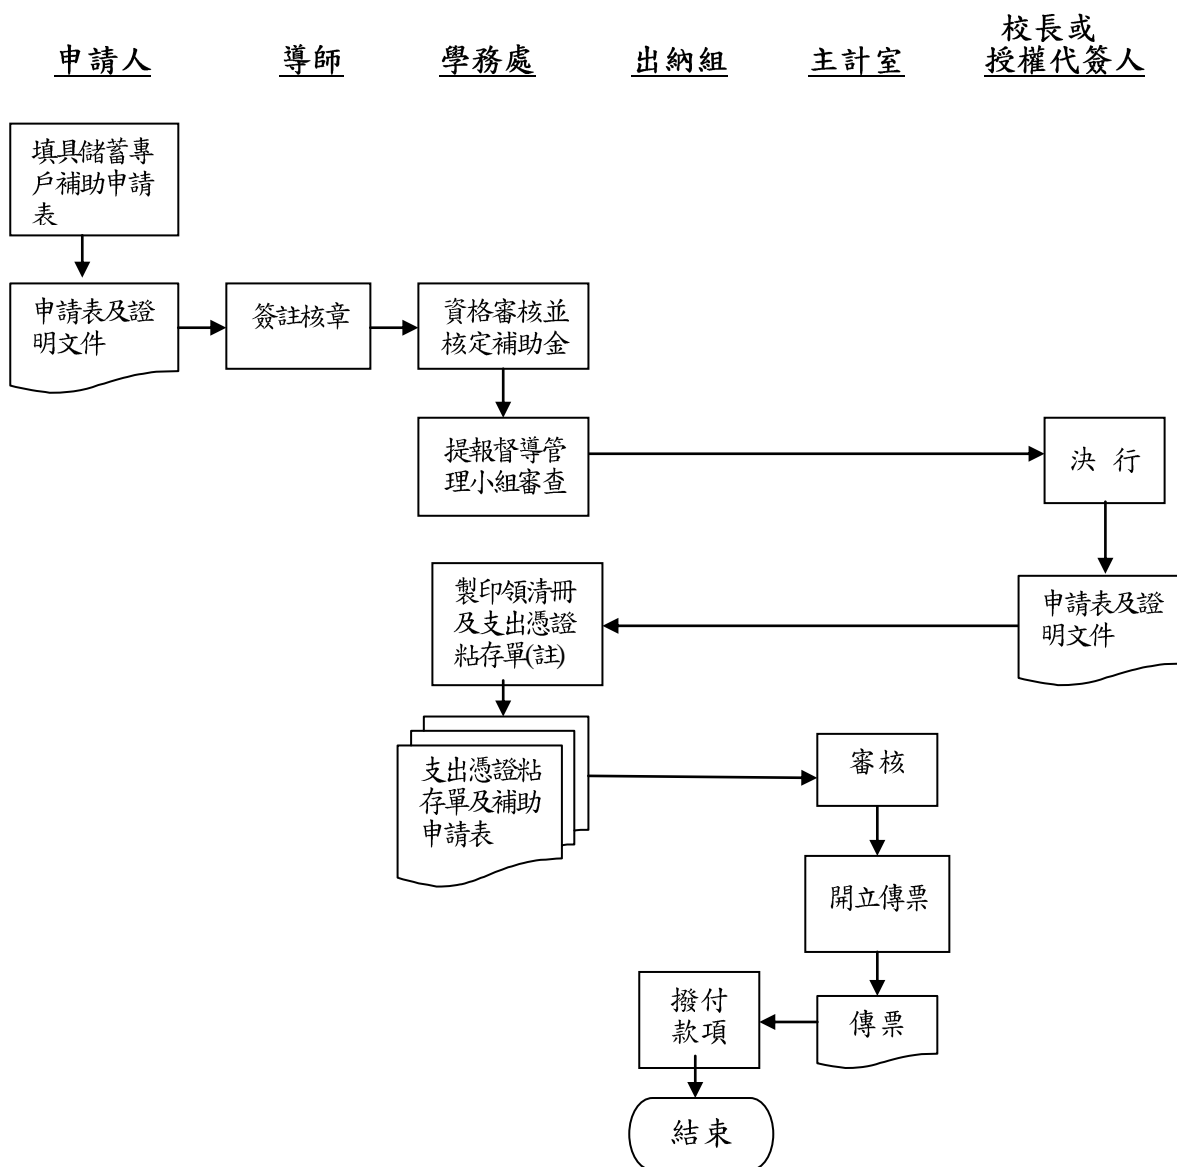 申請人
導師
學務處
出納組
主計室
校長或
授權代簽人
填具儲蓄專
戶補助申請
表
申請表及證
明文件
簽註核章
資格審核並
核定補助金
提報督導管
理小組審查
決 行
製印領清冊
及支出憑證
粘存單(註)
申請表及證
明文件
支出憑證粘
存單及補助
申請表
審核
開立傳票
撥付
款項
傳票
結束